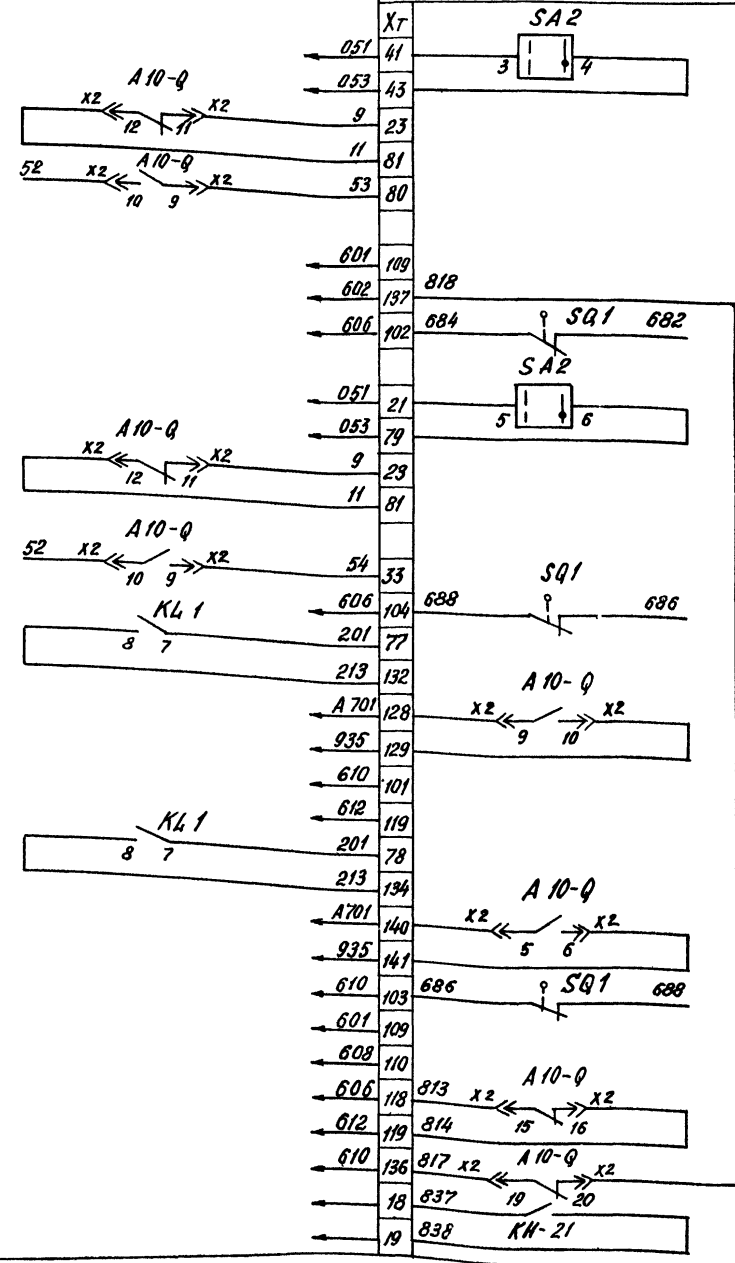 XT
SA2
051 41 3 4
053 43
A10-Q
X2 12 11 X2 9 23
11 81
A10-Q
52 X2 10 9 X2 53 80
601 109
602 137 818
606 102 684 SQ1 682
SA2
051 21 5 6
053 79
A10-Q
X2 12 11 X2 9 23
11 81
A10-Q
52 X2 10 9 X2 54 33
SQ1
606 104 688 686
KL1
8 7 201 77
213 132
A10-Q
A701 128 X2 9 10 X2
935 129
610 101
612 119
KL1
8 7 201 78
213 134
A10-Q
A701 140 X2 5 6 X2
935 141
610 103 686 SQ1 688
601 109
608 110
A10-Q
606 118 813 X2 15 16 X2
612 119 814
A10-Q
610 136 817 X2 19 20 X2
18 837
KH-21
19 838